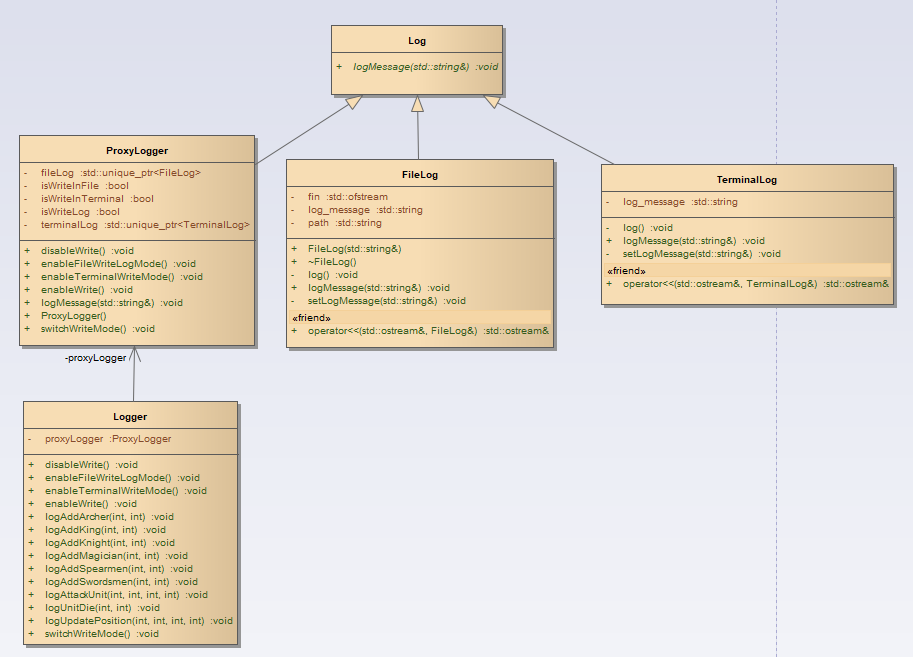 Log
+ logMessage(std::string&) :void
ProxyLogger
- fileLog :std::unique_ptr<FileLog>
- isWriteInFile :bool
- isWriteInTerminal :bool
- isWriteLog :bool
- terminalLog :std::unique_ptr<TerminalLog>
+ disableWrite() :void
+ enableFileWriteLogMode() :void
+ enableTerminalWriteMode() :void
+ enableWrite() :void
+ logMessage(std::string&) :void
+ ProxyLogger()
+ switchWriteMode() :void
FileLog
- fin :std::ofstream
- log_message :std::string
- path :std::string
+ FileLog(std::string&)
+ ~FileLog()
- log() :void
+ logMessage(std::string&) :void
- setLogMessage(std::string&) :void
«friend»
+ operator<<(std::ostream&, FileLog&) :std::ostream&
TerminalLog
- log_message :std::string
- log() :void
+ logMessage(std::string&) :void
- setLogMessage(std::string&) :void
«friend»
+ operator<<(std::ostream&, TerminalLog&) :std::ostream&
-proxyLogger
Logger
- proxyLogger :ProxyLogger
+ disableWrite() :void
+ enableFileWriteLogMode() :void
+ enableTerminalWriteMode() :void
+ enableWrite() :void
+ logAddArcher(int, int) :void
+ logAddKing(int, int) :void
+ logAddKnight(int, int) :void
+ logAddMagician(int, int) :void
+ logAddSpearmen(int, int) :void
+ logAddSwordsmen(int, int) :void
+ logAttackUnit(int, int, int, int) :void
+ logUnitDie(int, int) :void
+ logUpdatePosition(int, int, int, int) :void
+ switchWriteMode() :void